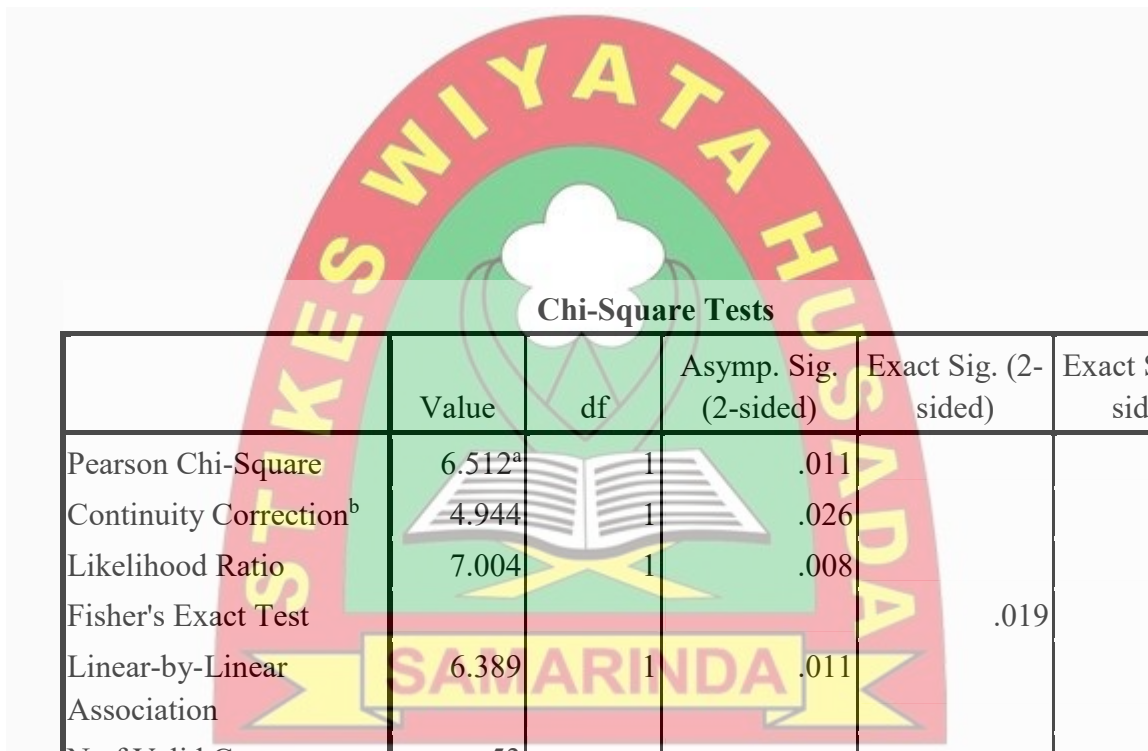 STIKES WIYATA HUSADA
SAMARINDA
Chi-Square Tests
Value df Asymp. Sig. (2-sided) Exact Sig. (2-sided) Exact
Pearson Chi-Square 6.512a 1 .011
Continuity Correctionb 4.944 1 .026
Likelihood Ratio 7.004 1 .008
Fisher's Exact Test .019
Linear-by-Linear 6.389 1 .011
Association